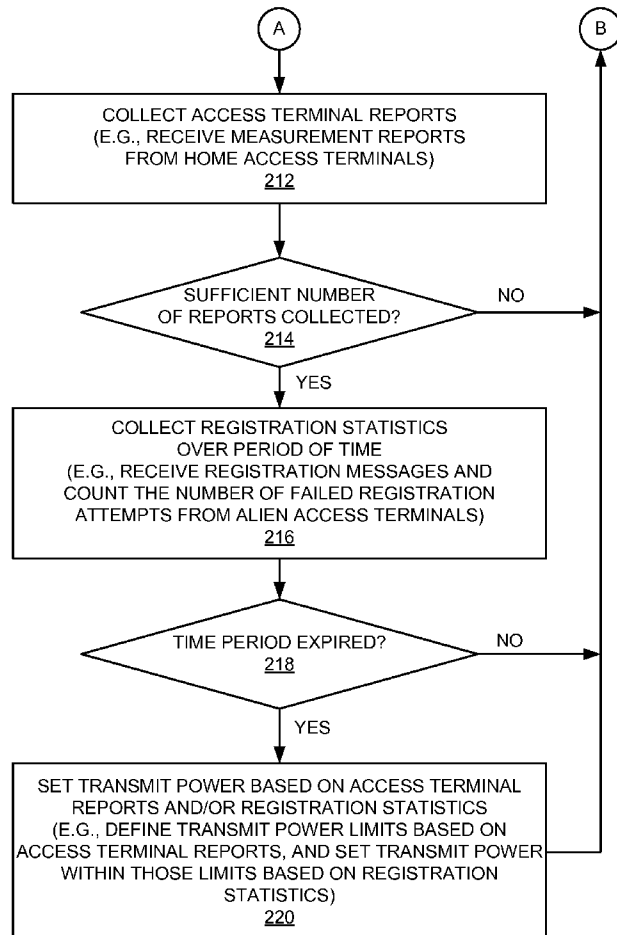 A
B
COLLECT ACCESS TERMINAL REPORTS
(E.G., RECEIVE MEASUREMENT REPORTS
FROM HOME ACCESS TERMINALS)
212
SUFFICIENT NUMBER
OF REPORTS COLLECTED?
214
NO
YES
COLLECT REGISTRATION STATISTICS
OVER PERIOD OF TIME
(E.G., RECEIVE REGISTRATION MESSAGES AND
COUNT THE NUMBER OF FAILED REGISTRATION
ATTEMPTS FROM ALIEN ACCESS TERMINALS)
216
TIME PERIOD EXPIRED?
218
NO
YES
SET TRANSMIT POWER BASED ON ACCESS TERMINAL
REPORTS AND/OR REGISTRATION STATISTICS
(E.G., DEFINE TRANSMIT POWER LIMITS BASED ON
ACCESS TERMINAL REPORTS, AND SET TRANSMIT POWER
WITHIN THOSE LIMITS BASED ON REGISTRATION
STATISTICS)
220